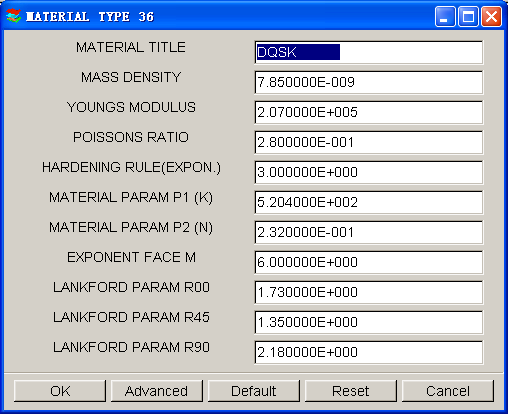 MATERIAL TYPE 36
MATERIAL TITLE DQSK
MASS DENSITY 7.850000E-009
YOUNGS MODULUS 2.070000E+005
POISSONS RATIO 2.800000E-001
HARDENING RULE(EXPON.) 3.000000E+000
MATERIAL PARAM P1 (K) 5.204000E+002
MATERIAL PARAM P2 (N) 2.320000E-001
EXPONENT FACE M 6.000000E+000
LANKFORD PARAM R00 1.730000E+000
LANKFORD PARAM R45 1.350000E+000
LANKFORD PARAM R90 2.180000E+000
OK Advanced Default Reset Cancel